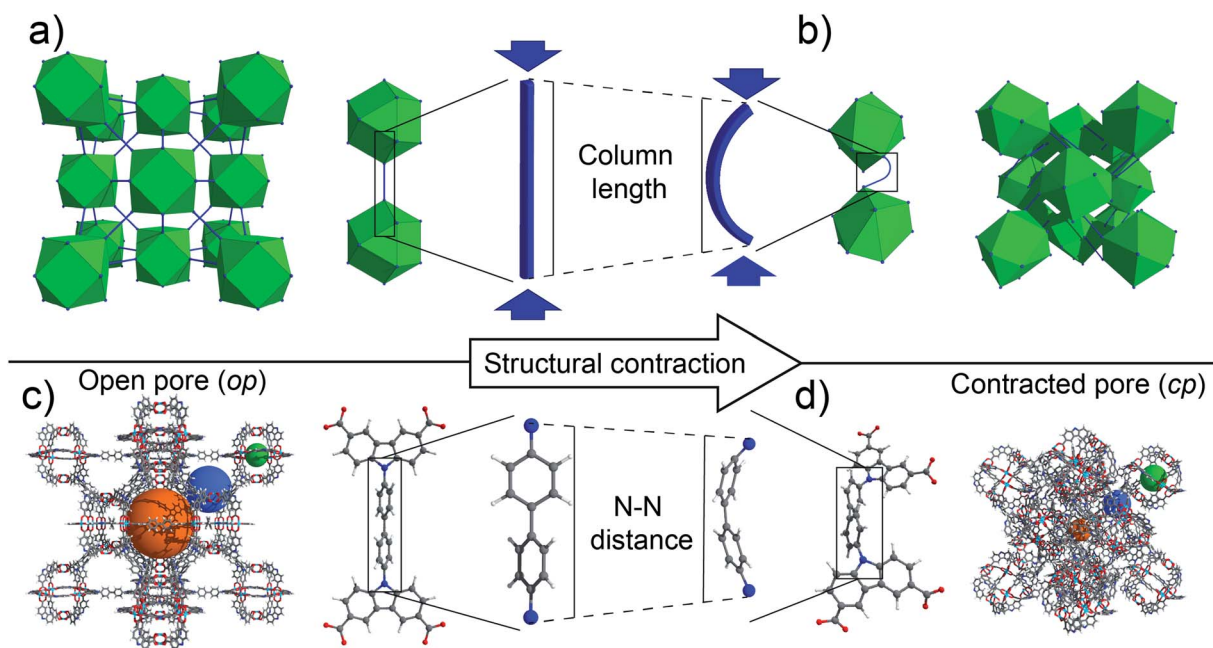 a)
b)
Column
length
Structural contraction
Open pore (op)
Contracted pore (cp)
c)
d)
N-N
distance